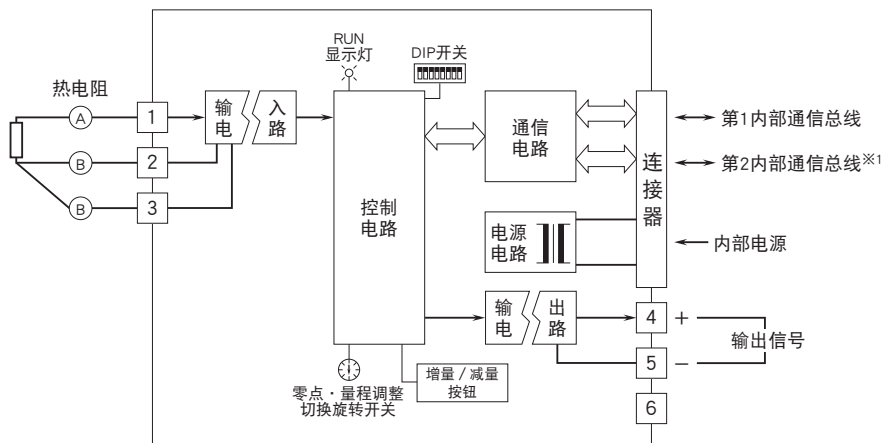 RUN
显示灯
DIP开关
热电阻
A
1
输 入
电 路
B
2
B
3
控制
电路
通信
电路
电源
电路
连接器
第1内部通信总线
第2内部通信总线※1
内部电源
输 出
电 路
4
+
5
−
6
输出信号
零点・量程调整
切换旋转开关
增量 / 减量
按钮